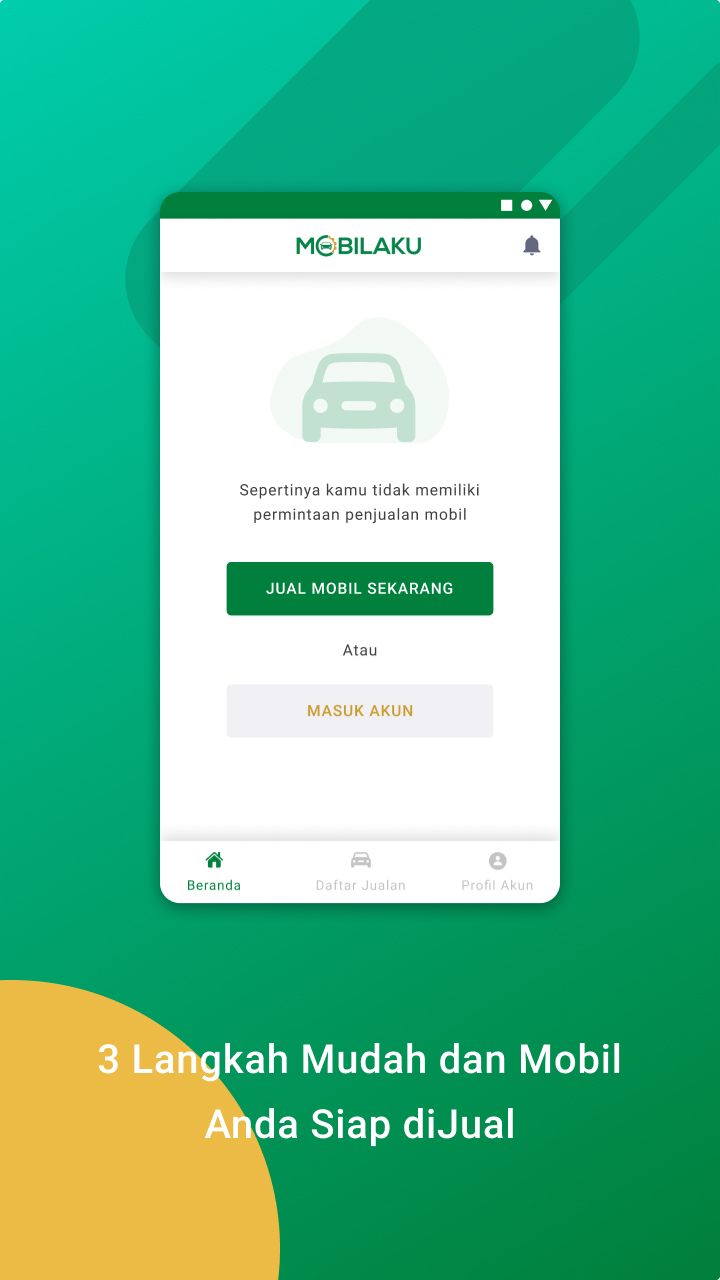 MOBILAKU
Sepertinya kamu tidak memiliki
permintaan penjualan mobil
JUAL MOBIL SEKARANG
Atau
MASUK AKUN
Beranda
Daftar Jualan
Profil Akun
3 Langkah Mudah dan Mobil
Anda Siap diJual